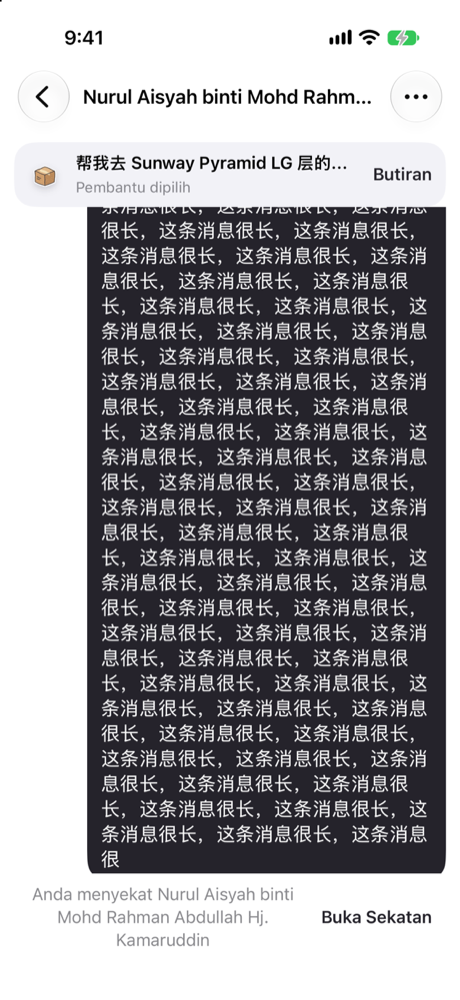 9:41
Nurul Aisyah binti Mohd Rahm...
帮我去 Sunway Pyramid LG 层的...
Pembantu dipilih
Butiran
条消息很长，这条消息很长，这条消息
很长，这条消息很长，这条消息很长，
这条消息很长，这条消息很长，这条消
息很长，这条消息很长，这条消息很
长，这条消息很长，这条消息很长，这
条消息很长，这条消息很长，这条消息
很长，这条消息很长，这条消息很长，
这条消息很长，这条消息很长，这条消
息很长，这条消息很长，这条消息很
长，这条消息很长，这条消息很长，这
条消息很长，这条消息很长，这条消息
很长，这条消息很长，这条消息很长，
这条消息很长，这条消息很长，这条消
息很长，这条消息很长，这条消息很
长，这条消息很长，这条消息很长，这
条消息很长，这条消息很长，这条消息
很长，这条消息很长，这条消息很长，
这条消息很长，这条消息很长，这条消
息很长，这条消息很长，这条消息很
长，这条消息很长，这条消息很长，这
条消息很长，这条消息很长，这条消息
很长，这条消息很长，这条消息很长，
这条消息很长，这条消息很长，这条消
息很长，这条消息很长，这条消息很
长，这条消息很长，这条消息很长，这
条消息很长，这条消息很长，这条消息
很
Anda menyekat Nurul Aisyah binti
Mohd Rahman Abdullah Hj.
Kamaruddin
Buka Sekatan